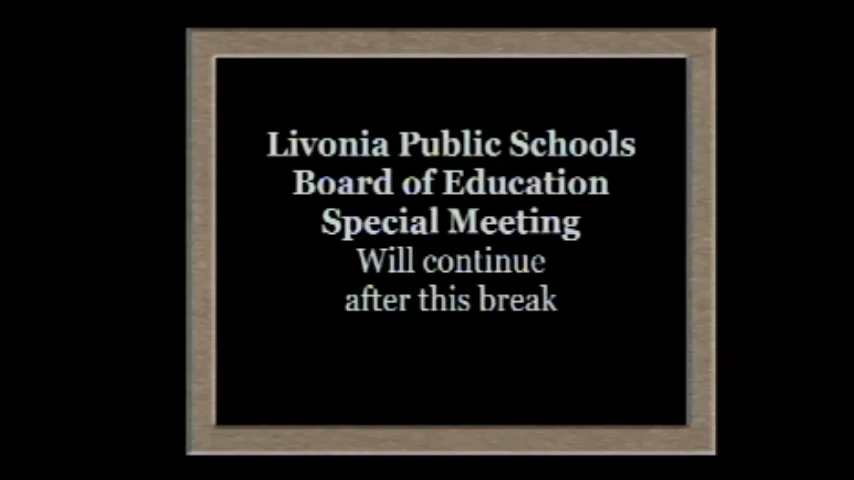 Livonia Public Schools
Board of Education
Special Meeting
Will continue
after this break